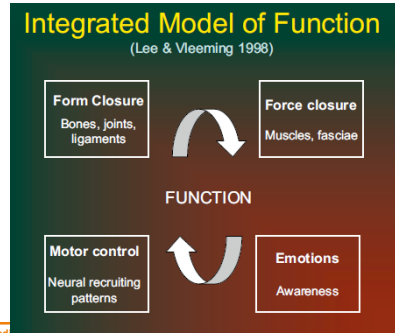 Integrated Model of Function
(Lee & Vleeming 1998)
Form Closure
Bones, joints,
ligaments
Force closure
Muscles, fasciae
FUNCTION
Motor control
Neural recruiting
patterns
Emotions
Awareness